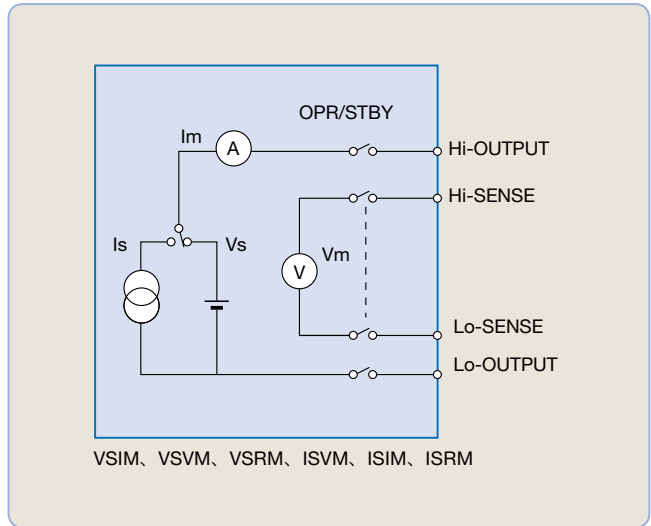 OPR/STBY
Im
A
Hi-OUTPUT
Hi-SENSE
Is
Vs
Vm
V
Lo-SENSE
Lo-OUTPUT
VSIM、VSVM、VSRM、ISVM、ISIM、ISRM